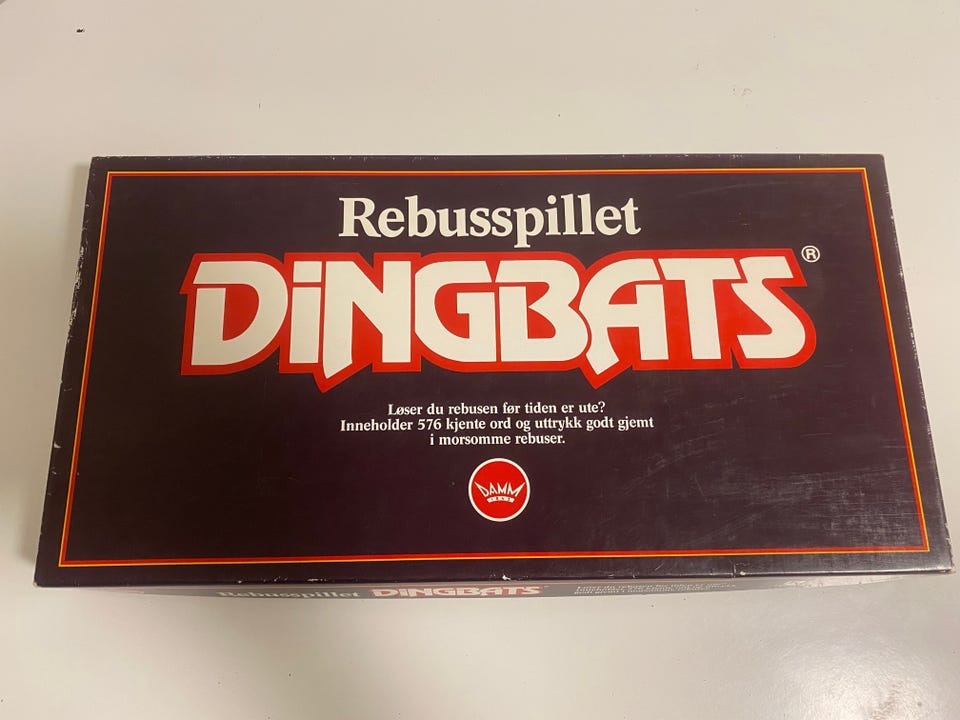 Rebusspillet
DiNGBATS®
Løser du rebusen før tiden er ute?
Inneholder 576 kjente ord og uttrykk godt gjemt
i morsomme rebuser.
DAMM
Rebusspillet DiNGBATS